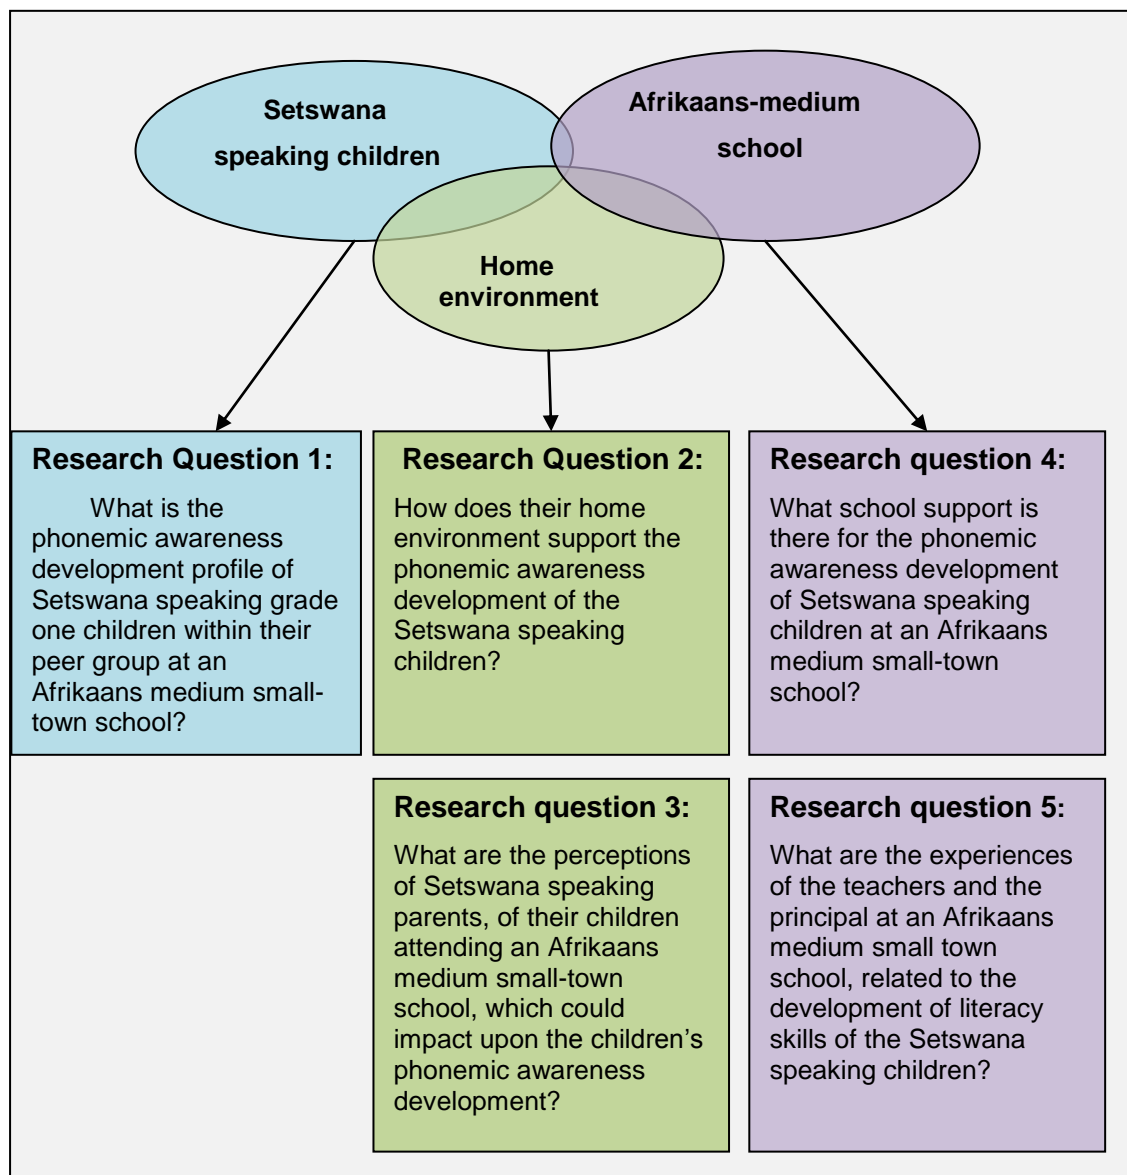 Setswana
speaking children
Afrikaans-medium
school
Home
environment
Research Question 1:
What is the
phonemic awareness
development profile of
Setswana speaking grade
one children within their
peer group at an
Afrikaans medium small-
town school?
Research Question 2:
How does their home
environment support the
phonemic awareness
development of the
Setswana speaking
children?
Research question 4:
What school support is
there for the phonemic
awareness development
of Setswana speaking
children at an Afrikaans
medium small-town
school?
Research question 3:
What are the perceptions
of Setswana speaking
parents, of their children
attending an Afrikaans
medium small-town
school, which could
impact upon the children’s
phonemic awareness
development?
Research question 5:
What are the experiences
of the teachers and the
principal at an Afrikaans
medium small town
school, related to the
development of literacy
skills of the Setswana
speaking children?